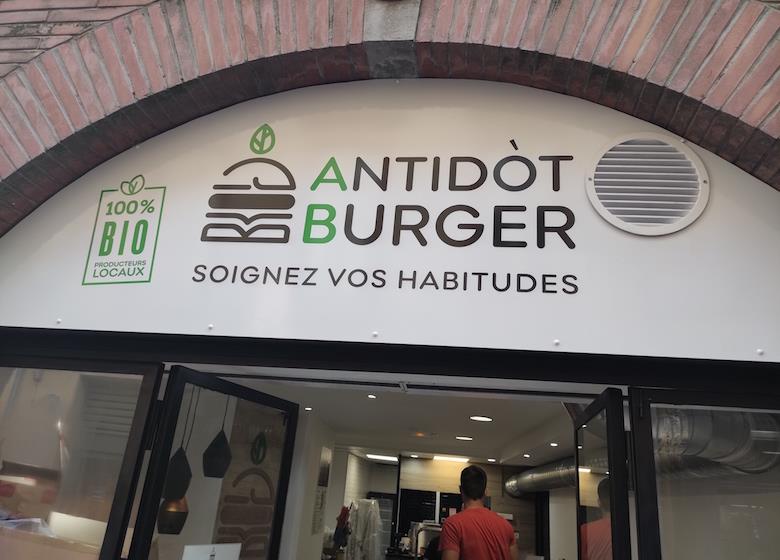 100%
BIO
PRODUCTEURS
LOCAUX
ANTIDÒT
BURGER
SOIGNEZ VOS HABITUDES